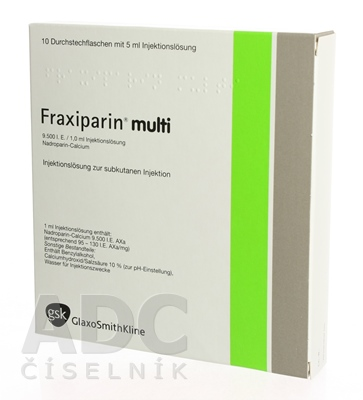 10 Durchstechflaschen mit 5 ml Injektionslösung
Fraxiparin® multi
9.500 I. E. / 1,0 ml Injektionslösung
Nadroparin-Calcium
Injektionslösung zur subkutanen Injektion
1 ml Injektionslösung enthält:
Nadroparin-Calcium 9.500 I.E. AXa
(entsprechend 95 - 130 I.E. AXa/mg)
Sonstige Bestandteile:
Enthält Benzylalkohol,
Calciumhydroxid/Salzsäure 10 % (zur pH-Einstellung),
Wasser für Injektionszwecke
gsk GlaxoSmithKline
ADC
ČÍSELNÍK